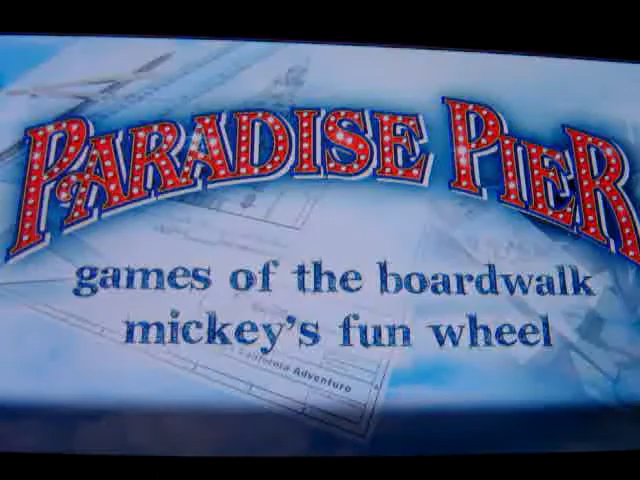 PARADISE PIER
games of the boardwalk
mickey's fun wheel
California Adventure